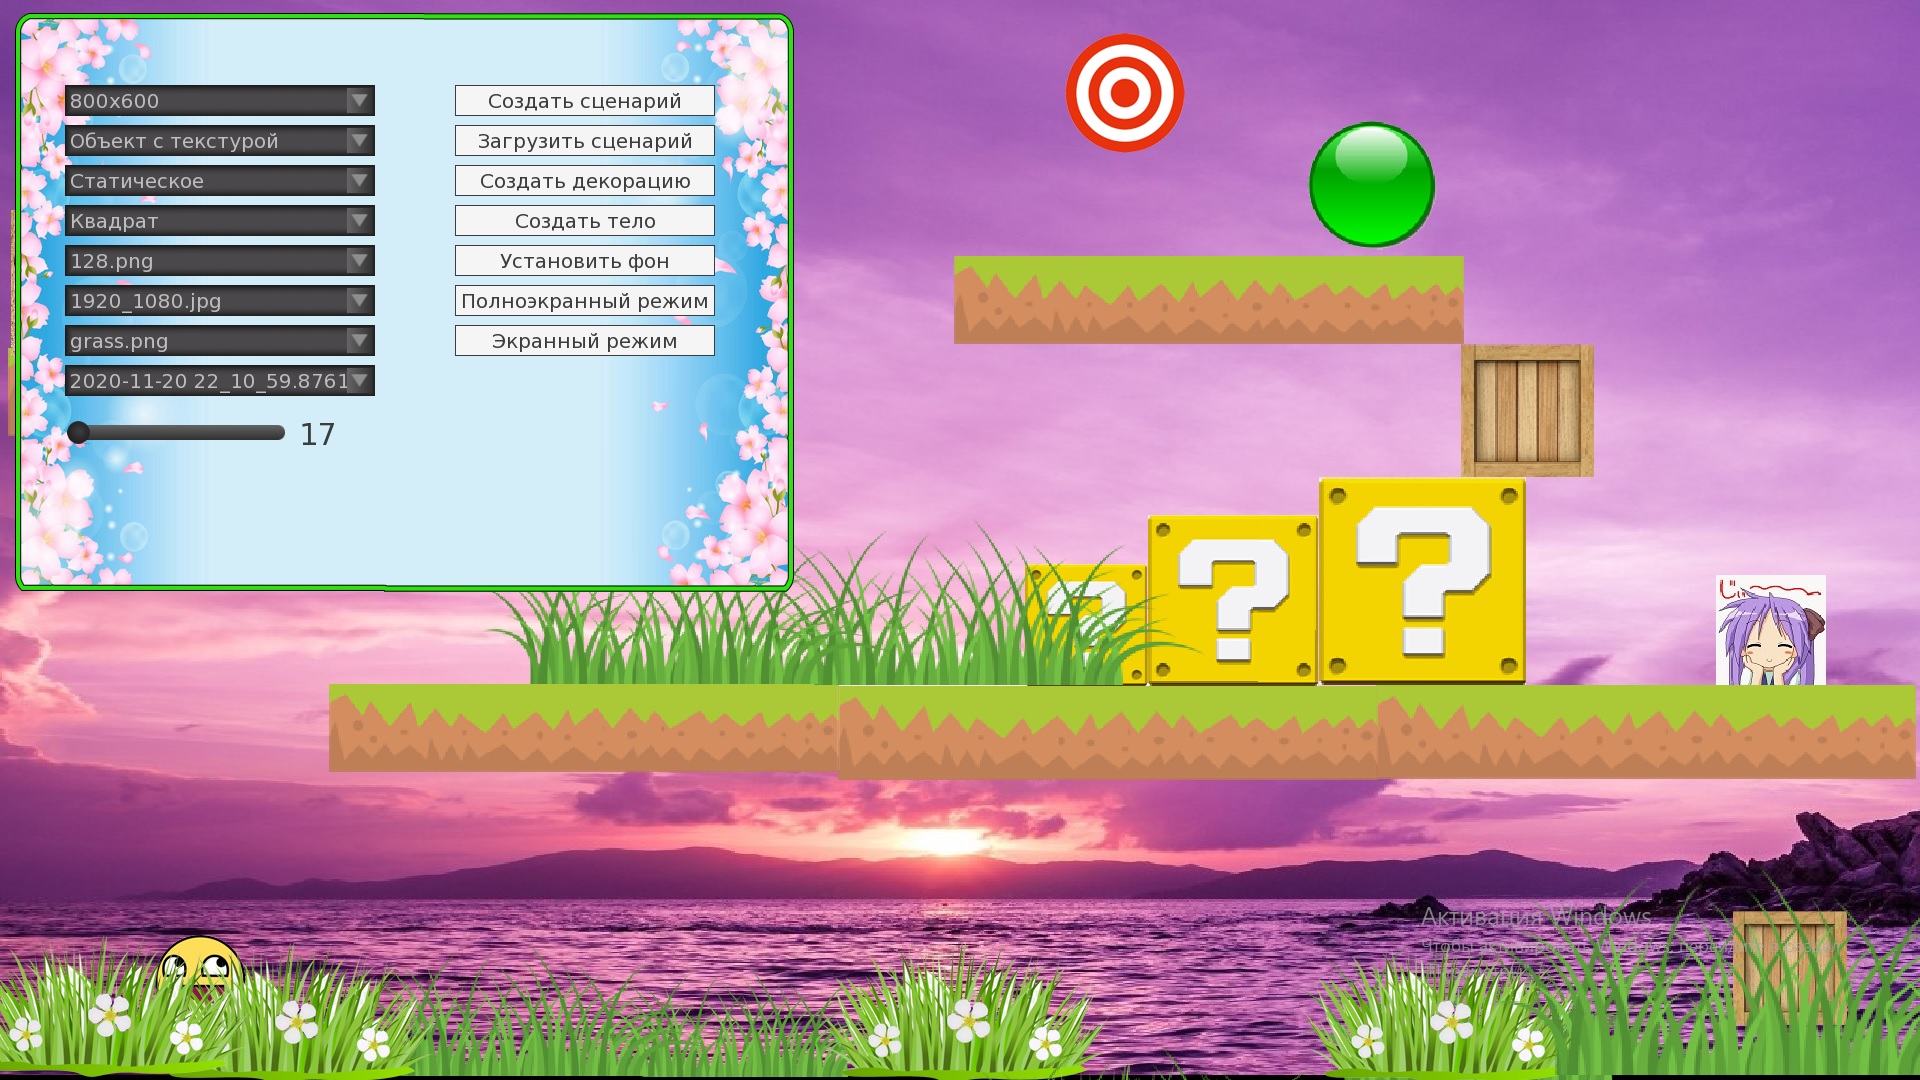 800x600
Объект с текстурой
Статическое
Квадрат
128.png
1920_1080.jpg
grass.png
2020-11-20 22_10_59.8761
17
Создать сценарий
Загрузить сценарий
Создать декорацию
Создать тело
Установить фон
Полноэкранный режим
Экранный режим
?
?
?
Активация Windows